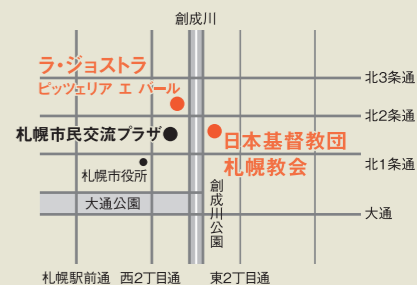 創成川
ラ・ジョストラ
ピッツェリア エ バール
北3条通
北2条通
札幌市民交流プラザ
日本基督教団
札幌教会
北1条通
札幌市役所
大通公園
創成川公園
大通
札幌駅前通
西2丁目通
東2丁目通